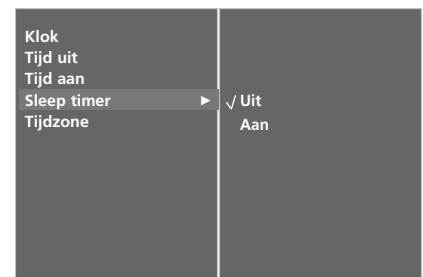 Klok
Tijd uit
Tijd aan
Sleep timer ► √ Uit
Tijdzone Aan